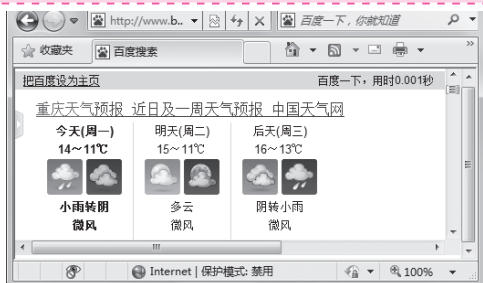 http://www.b.. 百度一下，你就知道
收藏夹 百度搜索 »
把百度设为主页 百度一下，用时0.001秒
重庆天气预报 近日及一周天气预报 中国天气网
今天(周一) 明天(周二) 后天(周三)
14～11℃ 15～11℃ 16～13℃
小雨转阴 多云 阴转小雨
微风 微风 微风
Internet | 保护模式: 禁用 100%